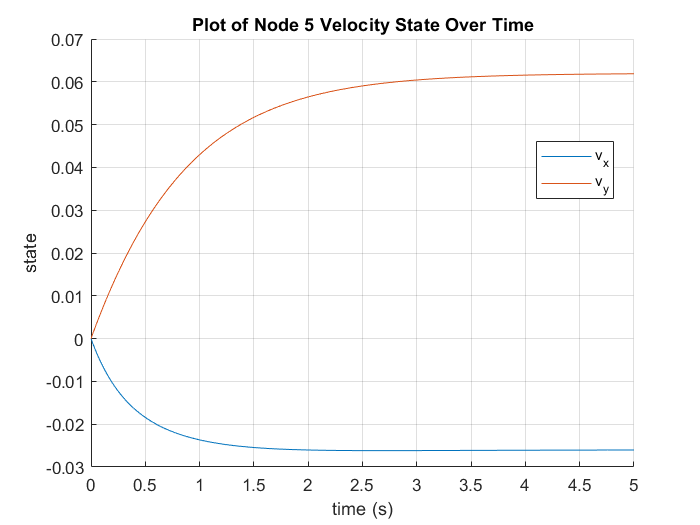 Plot of Node 5 Velocity State Over Time
0.07
0.06
0.05
0.04
0.03
0.02
0.01
0
-0.01
-0.02
-0.03
state
v_x
v_y
0 0.5 1 1.5 2 2.5 3 3.5 4 4.5 5
time (s)